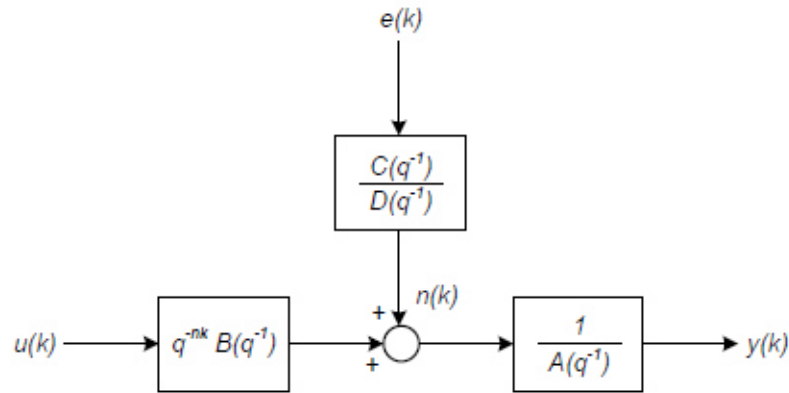 e(k)
C(q⁻¹)
D(q⁻¹)
n(k)
+
u(k)
q⁻ⁿᵏ B(q⁻¹)
+
1
A(q⁻¹)
y(k)